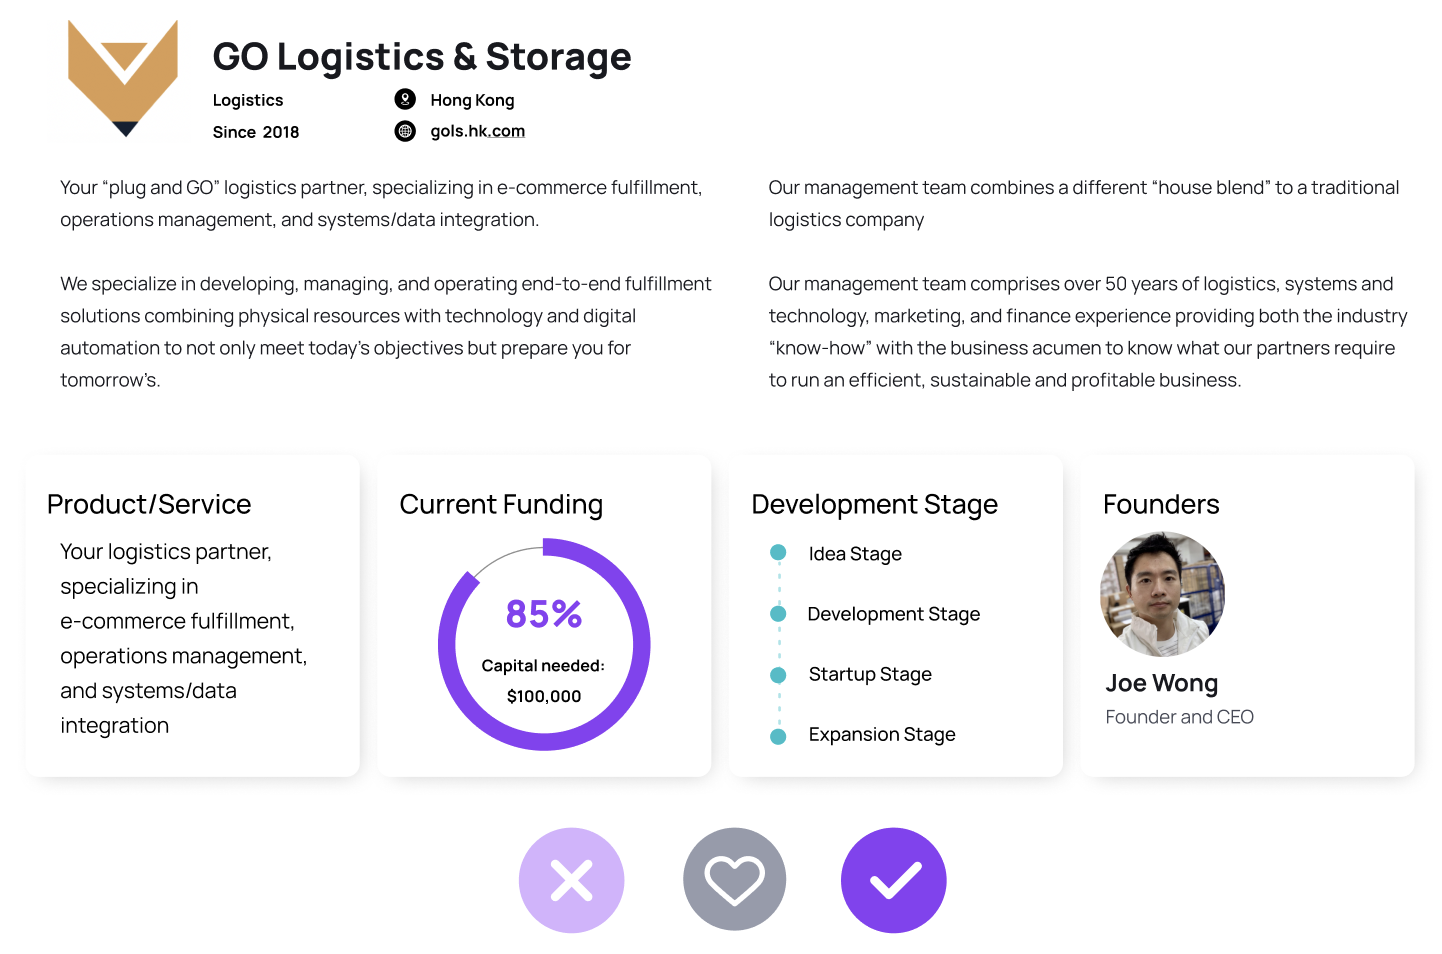 GO Logistics & Storage
Logistics
Hong Kong
Since 2018
gols.hk.com
Your “plug and GO” logistics partner, specializing in e-commerce fulfillment,
operations management, and systems/data integration.
We specialize in developing, managing, and operating end-to-end fulfillment
solutions combining physical resources with technology and digital
automation to not only meet today’s objectives but prepare you for
tomorrow’s.
Our management team combines a different “house blend” to a traditional
logistics company
Our management team comprises over 50 years of logistics, systems and
technology, marketing, and finance experience providing both the industry
“know-how” with the business acumen to know what our partners require
to run an efficient, sustainable and profitable business.
Product/Service
Your logistics partner,
specializing in
e-commerce fulfillment,
operations management,
and systems/data
integration
Current Funding
85%
Capital needed:
$100,000
Development Stage
Idea Stage
Development Stage
Startup Stage
Expansion Stage
Founders
Joe Wong
Founder and CEO